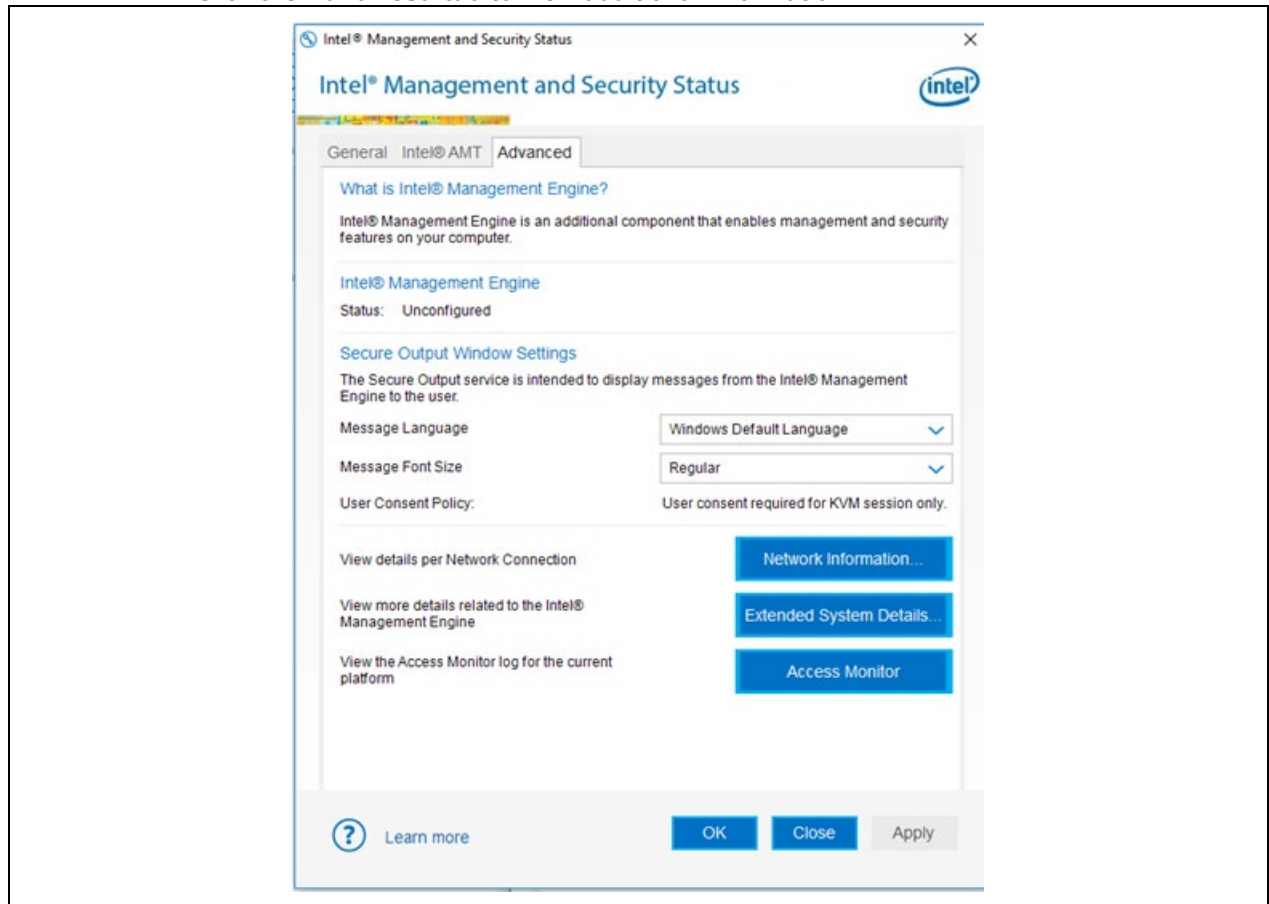 Intel® Management and Security Status
Intel® Management and Security Status
intel
General Intel® AMT Advanced
What is Intel® Management Engine?
Intel® Management Engine is an additional component that enables management and security
features on your computer.
Intel® Management Engine
Status: Unconfigured
Secure Output Window Settings
The Secure Output service is intended to display messages from the Intel® Management
Engine to the user.
Message Language Windows Default Language
Message Font Size Regular
User Consent Policy: User consent required for KVM session only.
View details per Network Connection Network Information...
View more details related to the Intel®
Management Engine
Extended System Details...
View the Access Monitor log for the current
platform
Access Monitor
? Learn more OK Close Apply